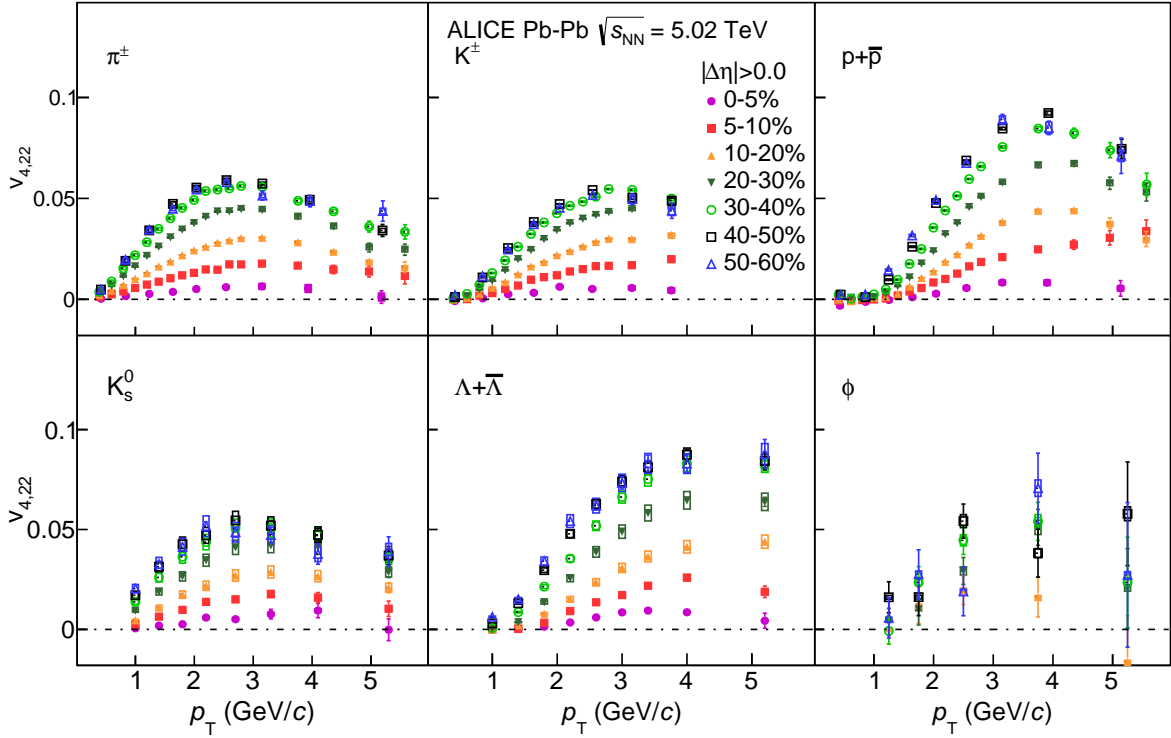 ALICE Pb-Pb √sNN = 5.02 TeV
π±
K±
p+p̅
|Δη|>0.0
0-5%
5-10%
10-20%
20-30%
30-40%
40-50%
50-60%
v4,22
0.1
0.05
0
K0s
Λ+Λ̅
ϕ
v4,22
0.1
0.05
0
1 2 3 4 5 1 2 3 4 5 1 2 3 4 5
pT (GeV/c) pT (GeV/c) pT (GeV/c)